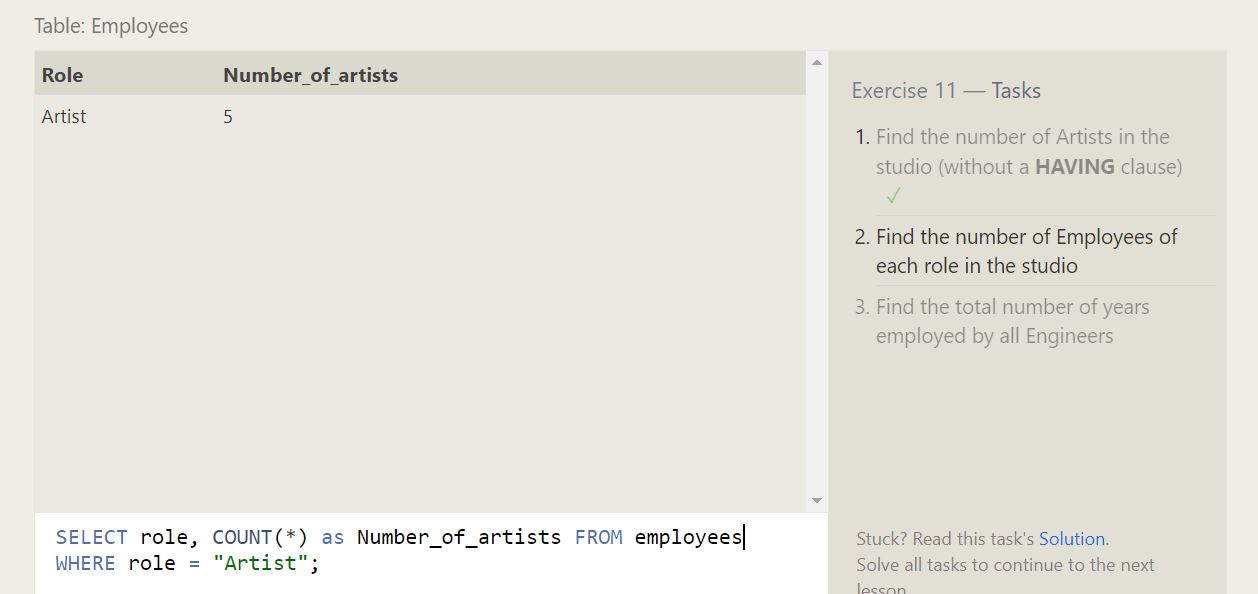 Table: Employees
Role Number_of_artists
Artist 5
Exercise 11 — Tasks
1. Find the number of Artists in the
studio (without a HAVING clause)
✓
2. Find the number of Employees of
each role in the studio
3. Find the total number of years
employed by all Engineers
SELECT role, COUNT(*) as Number_of_artists FROM employees
WHERE role = "Artist";
Stuck? Read this task's Solution.
Solve all tasks to continue to the next
lesson